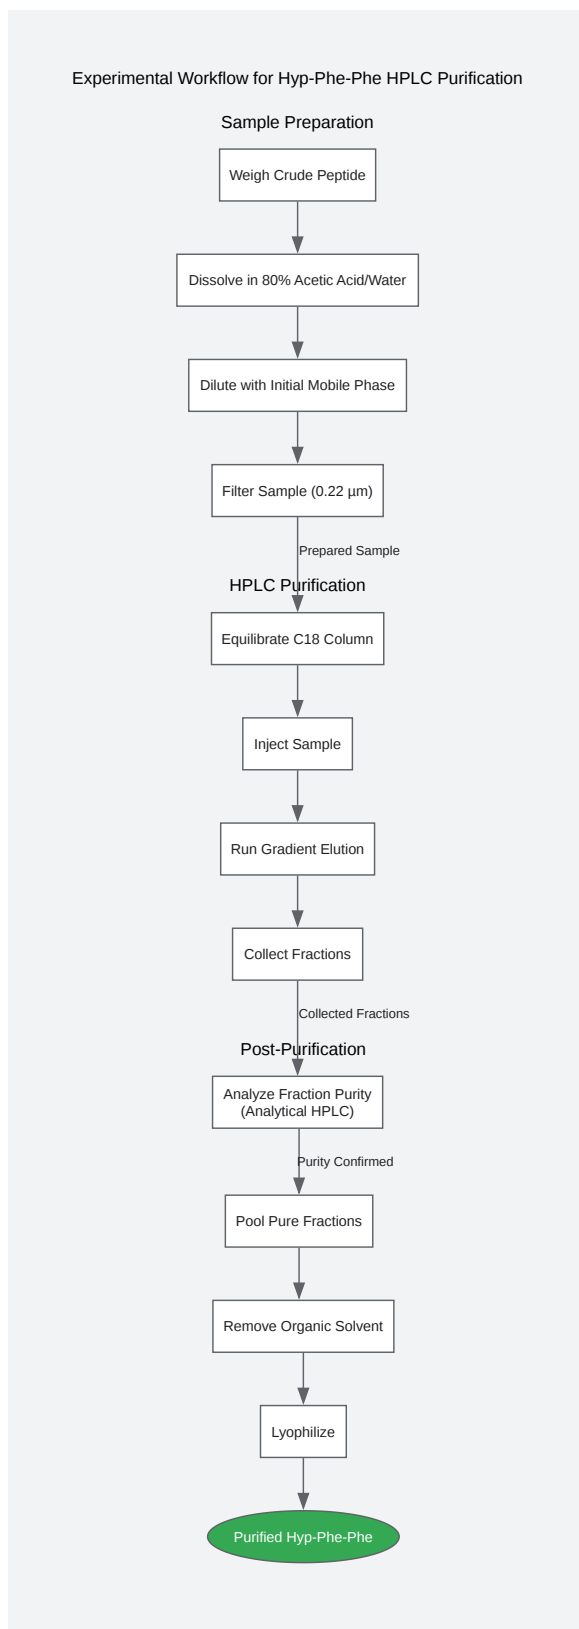 Experimental Workflow for Hyp-Phe-Phe HPLC Purification
Sample Preparation
Weigh Crude Peptide
Dissolve in 80% Acetic Acid/Water
Dilute with Initial Mobile Phase
Filter Sample (0.22 µm)
Prepared Sample
HPLC Purification
Equilibrate C18 Column
Inject Sample
Run Gradient Elution
Collect Fractions
Collected Fractions
Post-Purification
Analyze Fraction Purity
(Analytical HPLC)
Purity Confirmed
Pool Pure Fractions
Remove Organic Solvent
Lyophilize
Purified Hyp-Phe-Phe